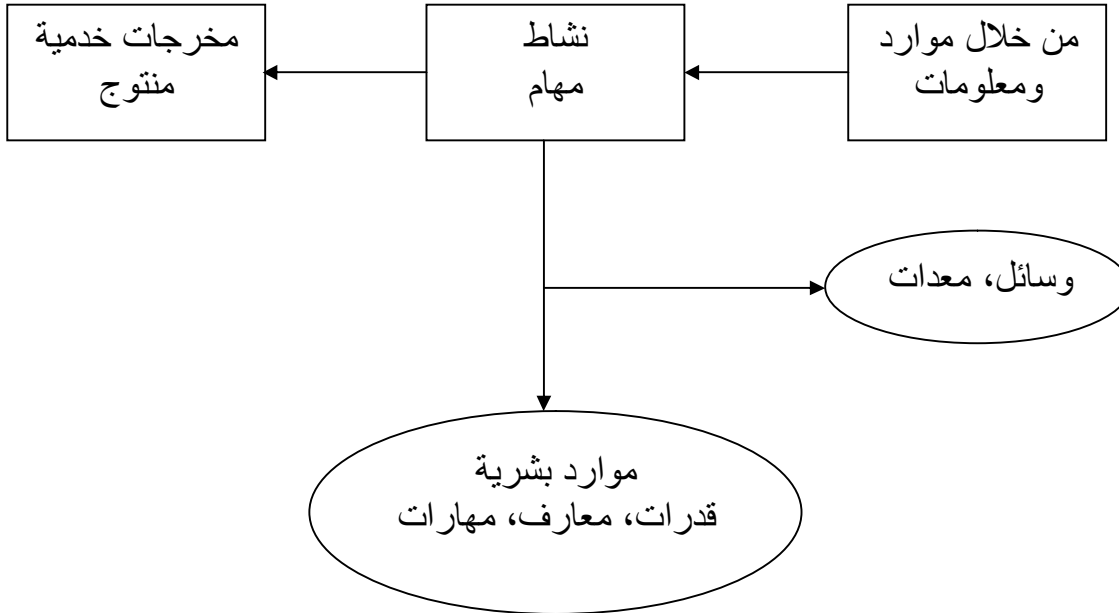 من خلال موارد
ومعلومات
نشاط
مهام
مخرجات خدمية
منتوج
وسائل، معدات
موارد بشرية
قدرات، معارف، مهارات